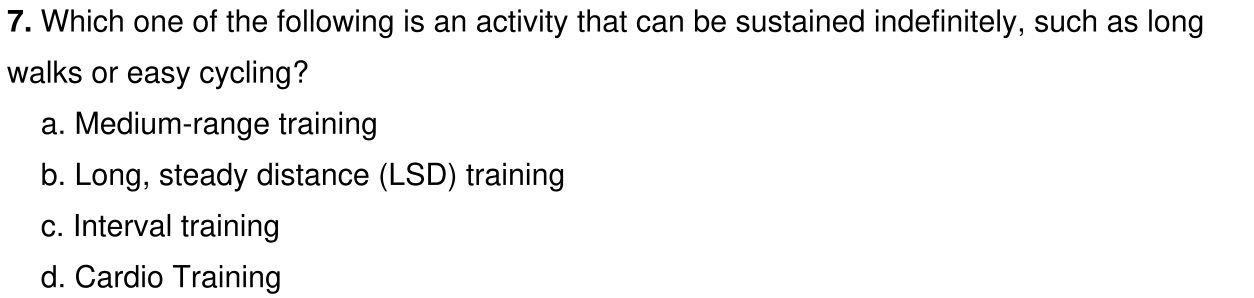 7. Which one of the following is an activity that can be sustained indefinitely, such as long
walks or easy cycling?
a. Medium-range training
b. Long, steady distance (LSD) training
c. Interval training
d. Cardio Training